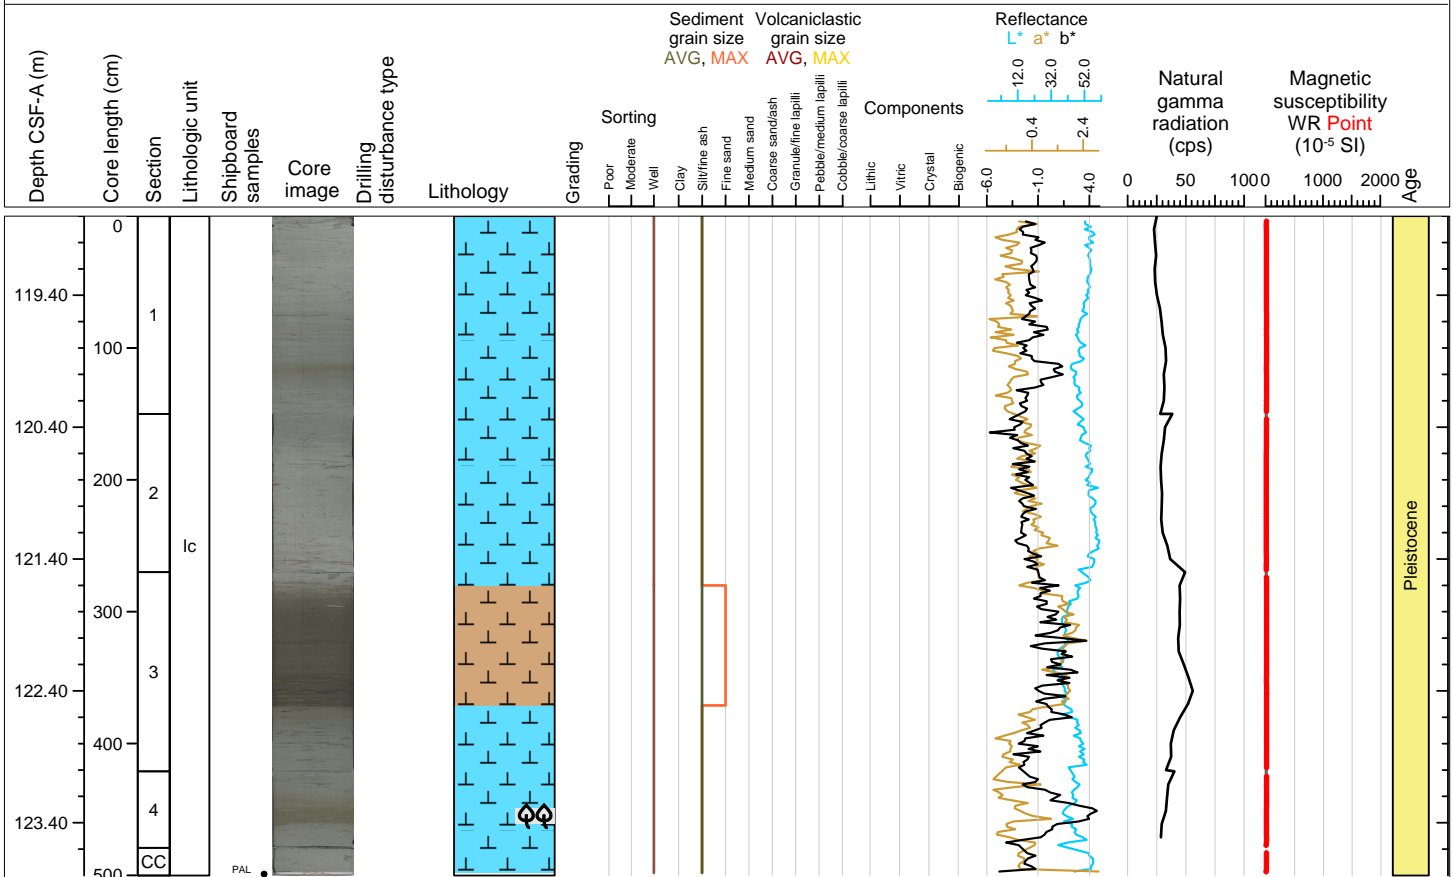 Depth CSF-A (m)
Core length (cm)
Section
Lithologic unit
Shipboard
samples
Core
image
Drilling
disturbance type
Lithology
Grading
Sorting
Poor
Moderate
Well
Sediment
grain size
AVG, MAX
Volcaniclastic
grain size
AVG, MAX
Clay
Silt/fine ash
Fine sand
Medium sand
Coarse sand/ash
Granule/fine lapilli
Pebble/medium lapilli
Cobble/coarse lapilli
Components
Lithic
Vitric
Crystal
Biogenic
Reflectance
L* a* b*
12.0 32.0 52.0
0.4 2.4
-6.0 -1.0 4.0
Natural
gamma
radiation
(cps)
0 50 100
Magnetic
susceptibility
WR Point
(10-5 SI)
0 1000 2000
Age
0
119.40
1
100
120.40
200
2
Ic
121.40
300
3
122.40
400
4
123.40
CC
500
PAL
Pleistocene